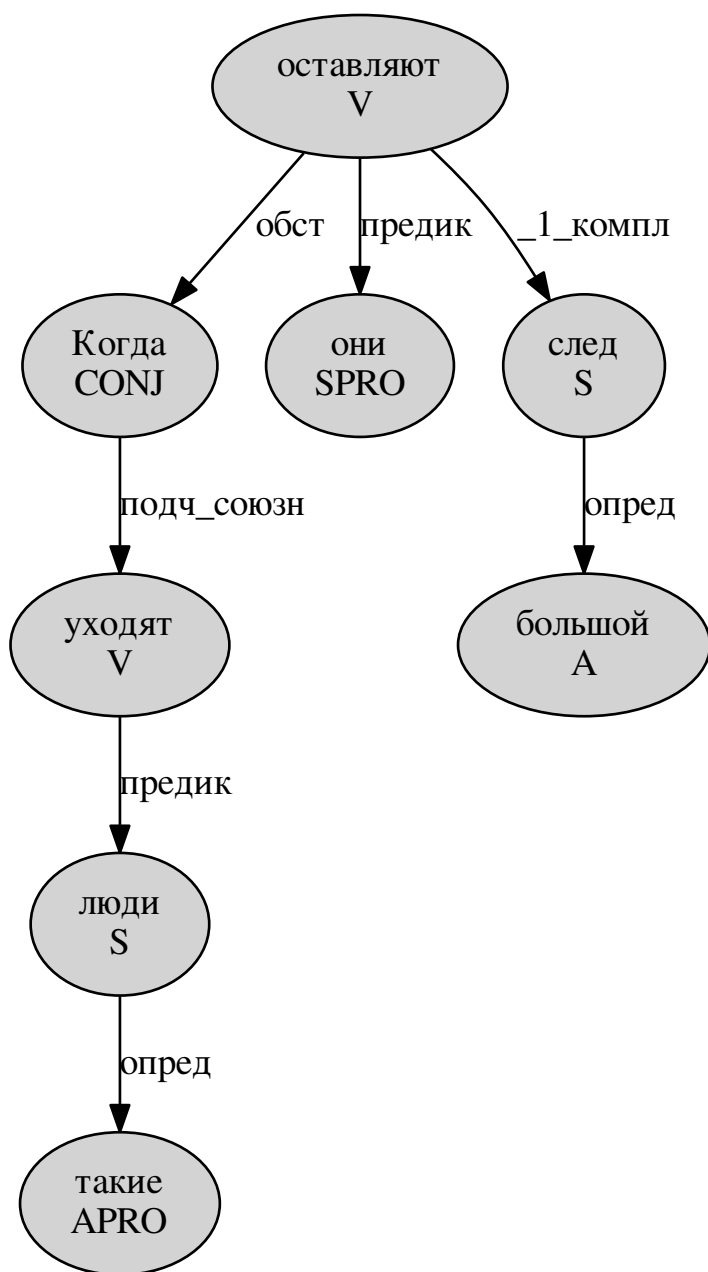 оставляют
V
обст
предик
_1_компл
Когда
CONJ
они
SPRO
след
S
подч_союзн
опред
уходят
V
большой
A
предик
люди
S
опред
такие
APRO